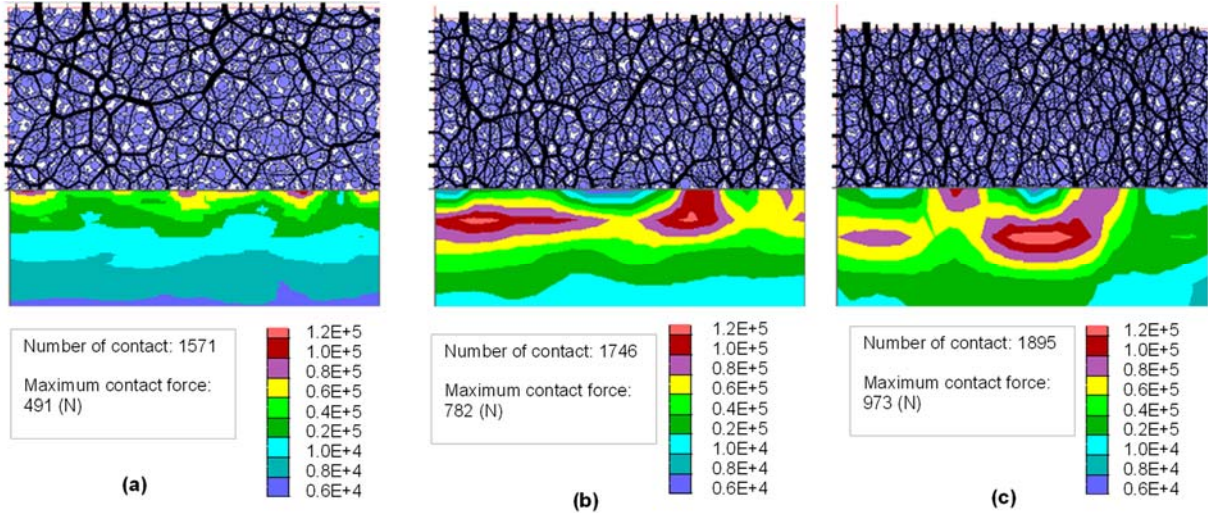 Number of contact: 1571
Maximum contact force:
491 (N)
1.2E+5
1.0E+5
0.8E+5
0.6E+5
0.4E+5
0.2E+5
1.0E+4
0.8E+4
0.6E+4
(a)
Number of contact: 1746
Maximum contact force:
782 (N)
1.2E+5
1.0E+5
0.8E+5
0.6E+5
0.4E+5
0.2E+5
1.0E+4
0.8E+4
0.6E+4
(b)
Number of contact: 1895
Maximum contact force:
973 (N)
1.2E+5
1.0E+5
0.8E+5
0.6E+5
0.4E+5
0.2E+5
1.0E+4
0.8E+4
0.6E+4
(c)